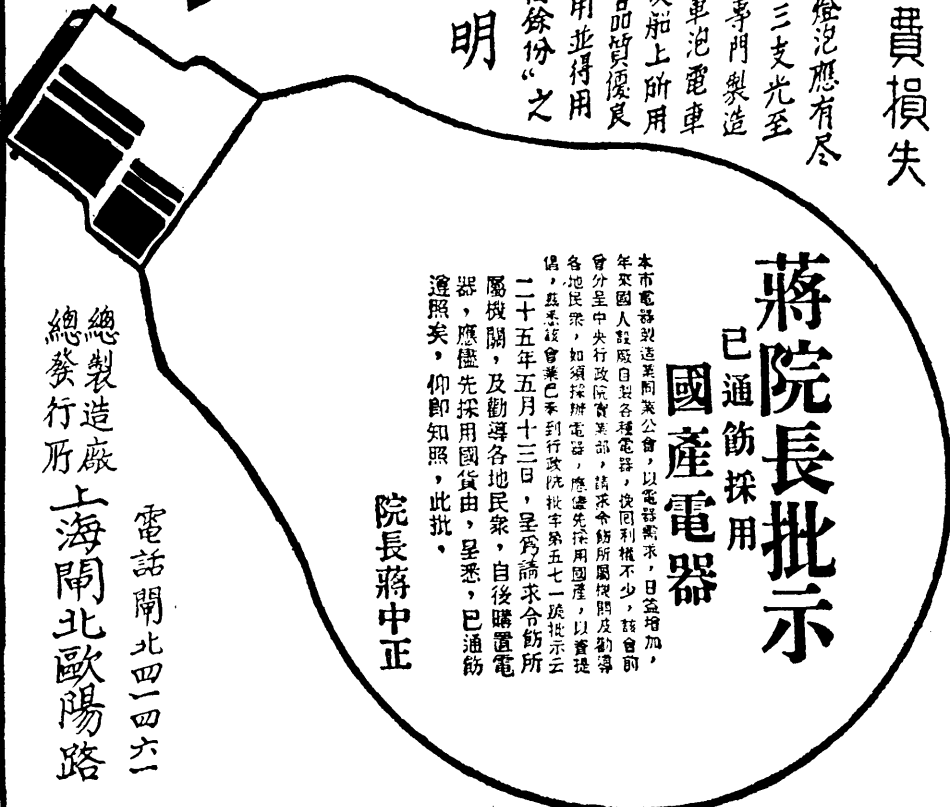 費損失
燈泡應有尽
三支光至
專門製造
車泡電車
船上所用
品質優良
用並得用
餘份“之
明
蔣院長批示
已通飭採用
國產電器
本市電器製造業同業公會，以電器需求，日益增加，
年來國人設廠自製各種電器，挽回利權不少，該會前
曾分呈中央行政院實業部，請求令飭所屬機關及勸導
各地民衆，如須採辦電器，應儘先採用國產，以資提
倡，茲悉該會業已奉到行政院批字第五七一號批示云
二十五年五月十三日，呈爲請求令飭所
屬機關，及勸導各地民衆，自後購置電
器，應儘先採用國貨由，呈悉，已通飭
遵照矣，仰卽知照，此批，
院長蔣中正
電話閘北四一四六一
總製造廠
總發行所
上海閘北歐陽路